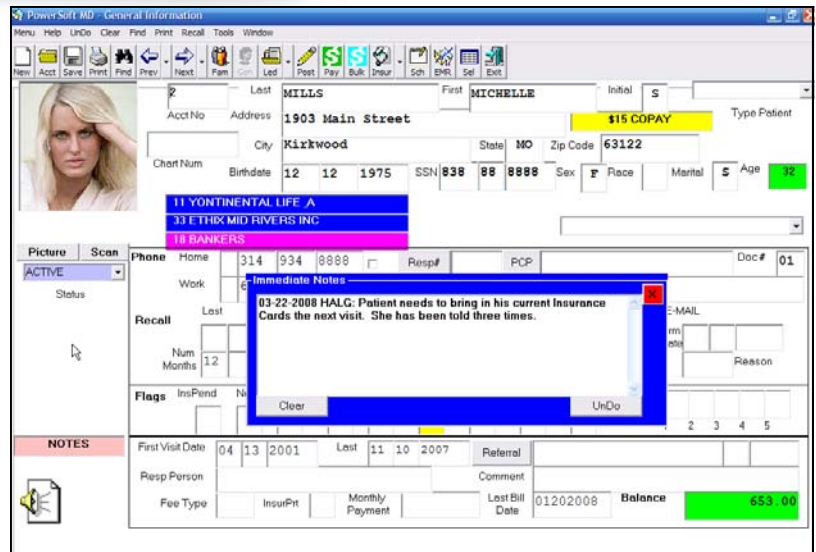 PowerSoft MD - General Information
Menu Help UnDo Clear Find Print Recall Tools Window
New Acct Save Print Find Prev Next Fam Led Post Pay Bulk Insur Sch EMR Sel Exit
2 Last MILLS First MICHELLE Initial S
Acct No Address 1903 Main Street $15 COPAY Type Patient
City Kirkwood State MO Zip Code 63122
Chart Num
Birthdate 12 12 1975 SSN 838 88 8888 Sex F Race Marital S Age 32
11 YONTINENTAL LIFE ,A
33 ETHIX MID RIVERS INC
18 BANKERS
Picture Scan
Phone Home 314 934 8888 Resp# PCP Doc# 01
ACTIVE
Status
Work
Immediate Notes
03-22-2008 HALG: Patient needs to bring in his current Insurance
Cards the next visit. She has been told three times.
Clear UnDo
Recall Last E-MAIL
Num Months 12 Reason
Flags InsPend
2 3 4 5
NOTES
First Visit Date 04 13 2001 Last 11 10 2007 Referral
Resp Person Comment
Fee Type InsurPrt Monthly Payment Last Bill Date 01202008 Balance 653.00